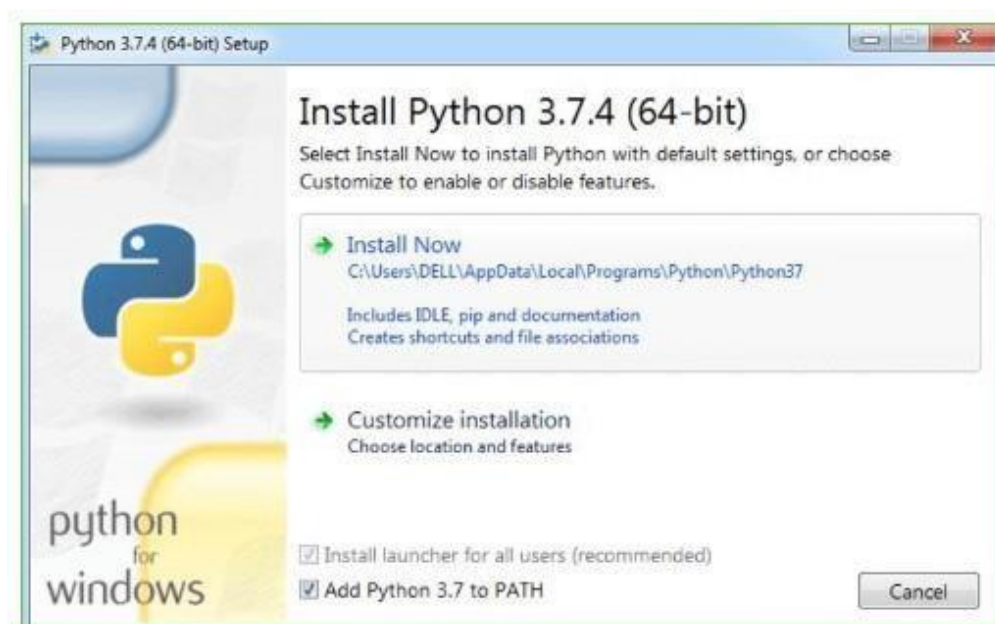 Python 3.7.4 (64-bit) Setup
Install Python 3.7.4 (64-bit)
Select Install Now to install Python with default settings, or choose
Customize to enable or disable features.
Install Now
C:\Users\DELL\AppData\Local\Programs\Python\Python37
Includes IDLE, pip and documentation
Creates shortcuts and file associations
Customize installation
Choose location and features
python
for
windows
Install launcher for all users (recommended)
Add Python 3.7 to PATH
Cancel